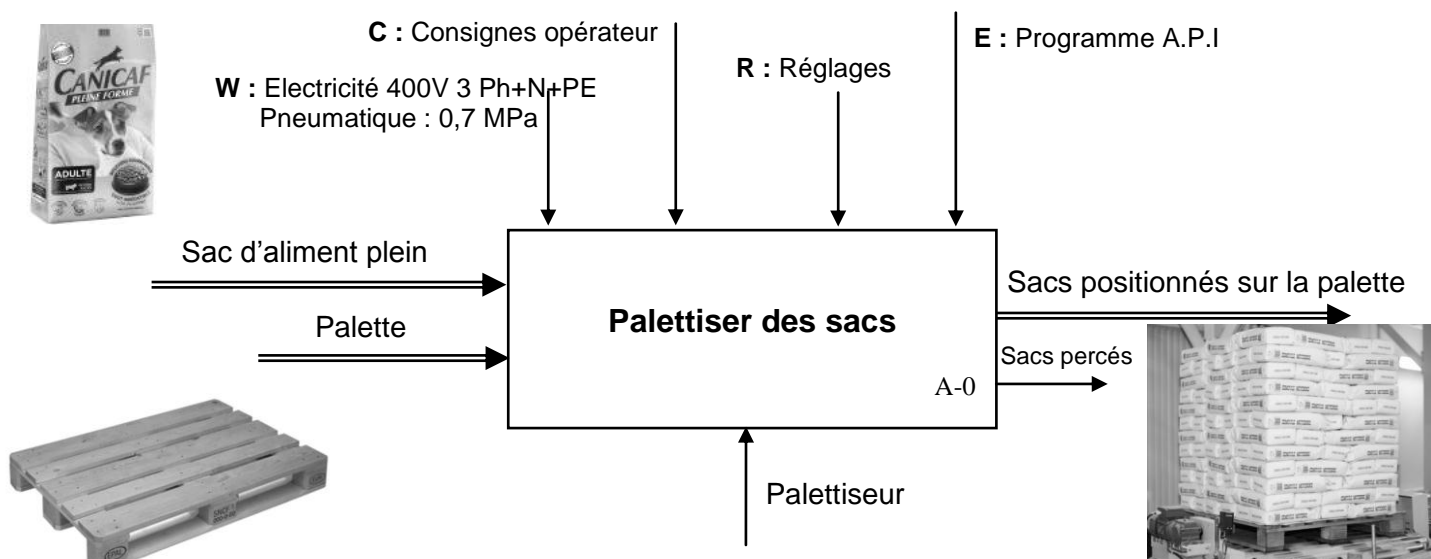 C : Consignes opérateur
E : Programme A.P.I
R : Réglages
W : Electricité 400V 3 Ph+N+PE
Pneumatique : 0,7 MPa
CANICAF
PLEINE FORME
ADULTE
Sac d’aliment plein
Palette
Palettiser des sacs
A-0
Sacs positionnés sur la palette
Sacs percés
Palettiseur